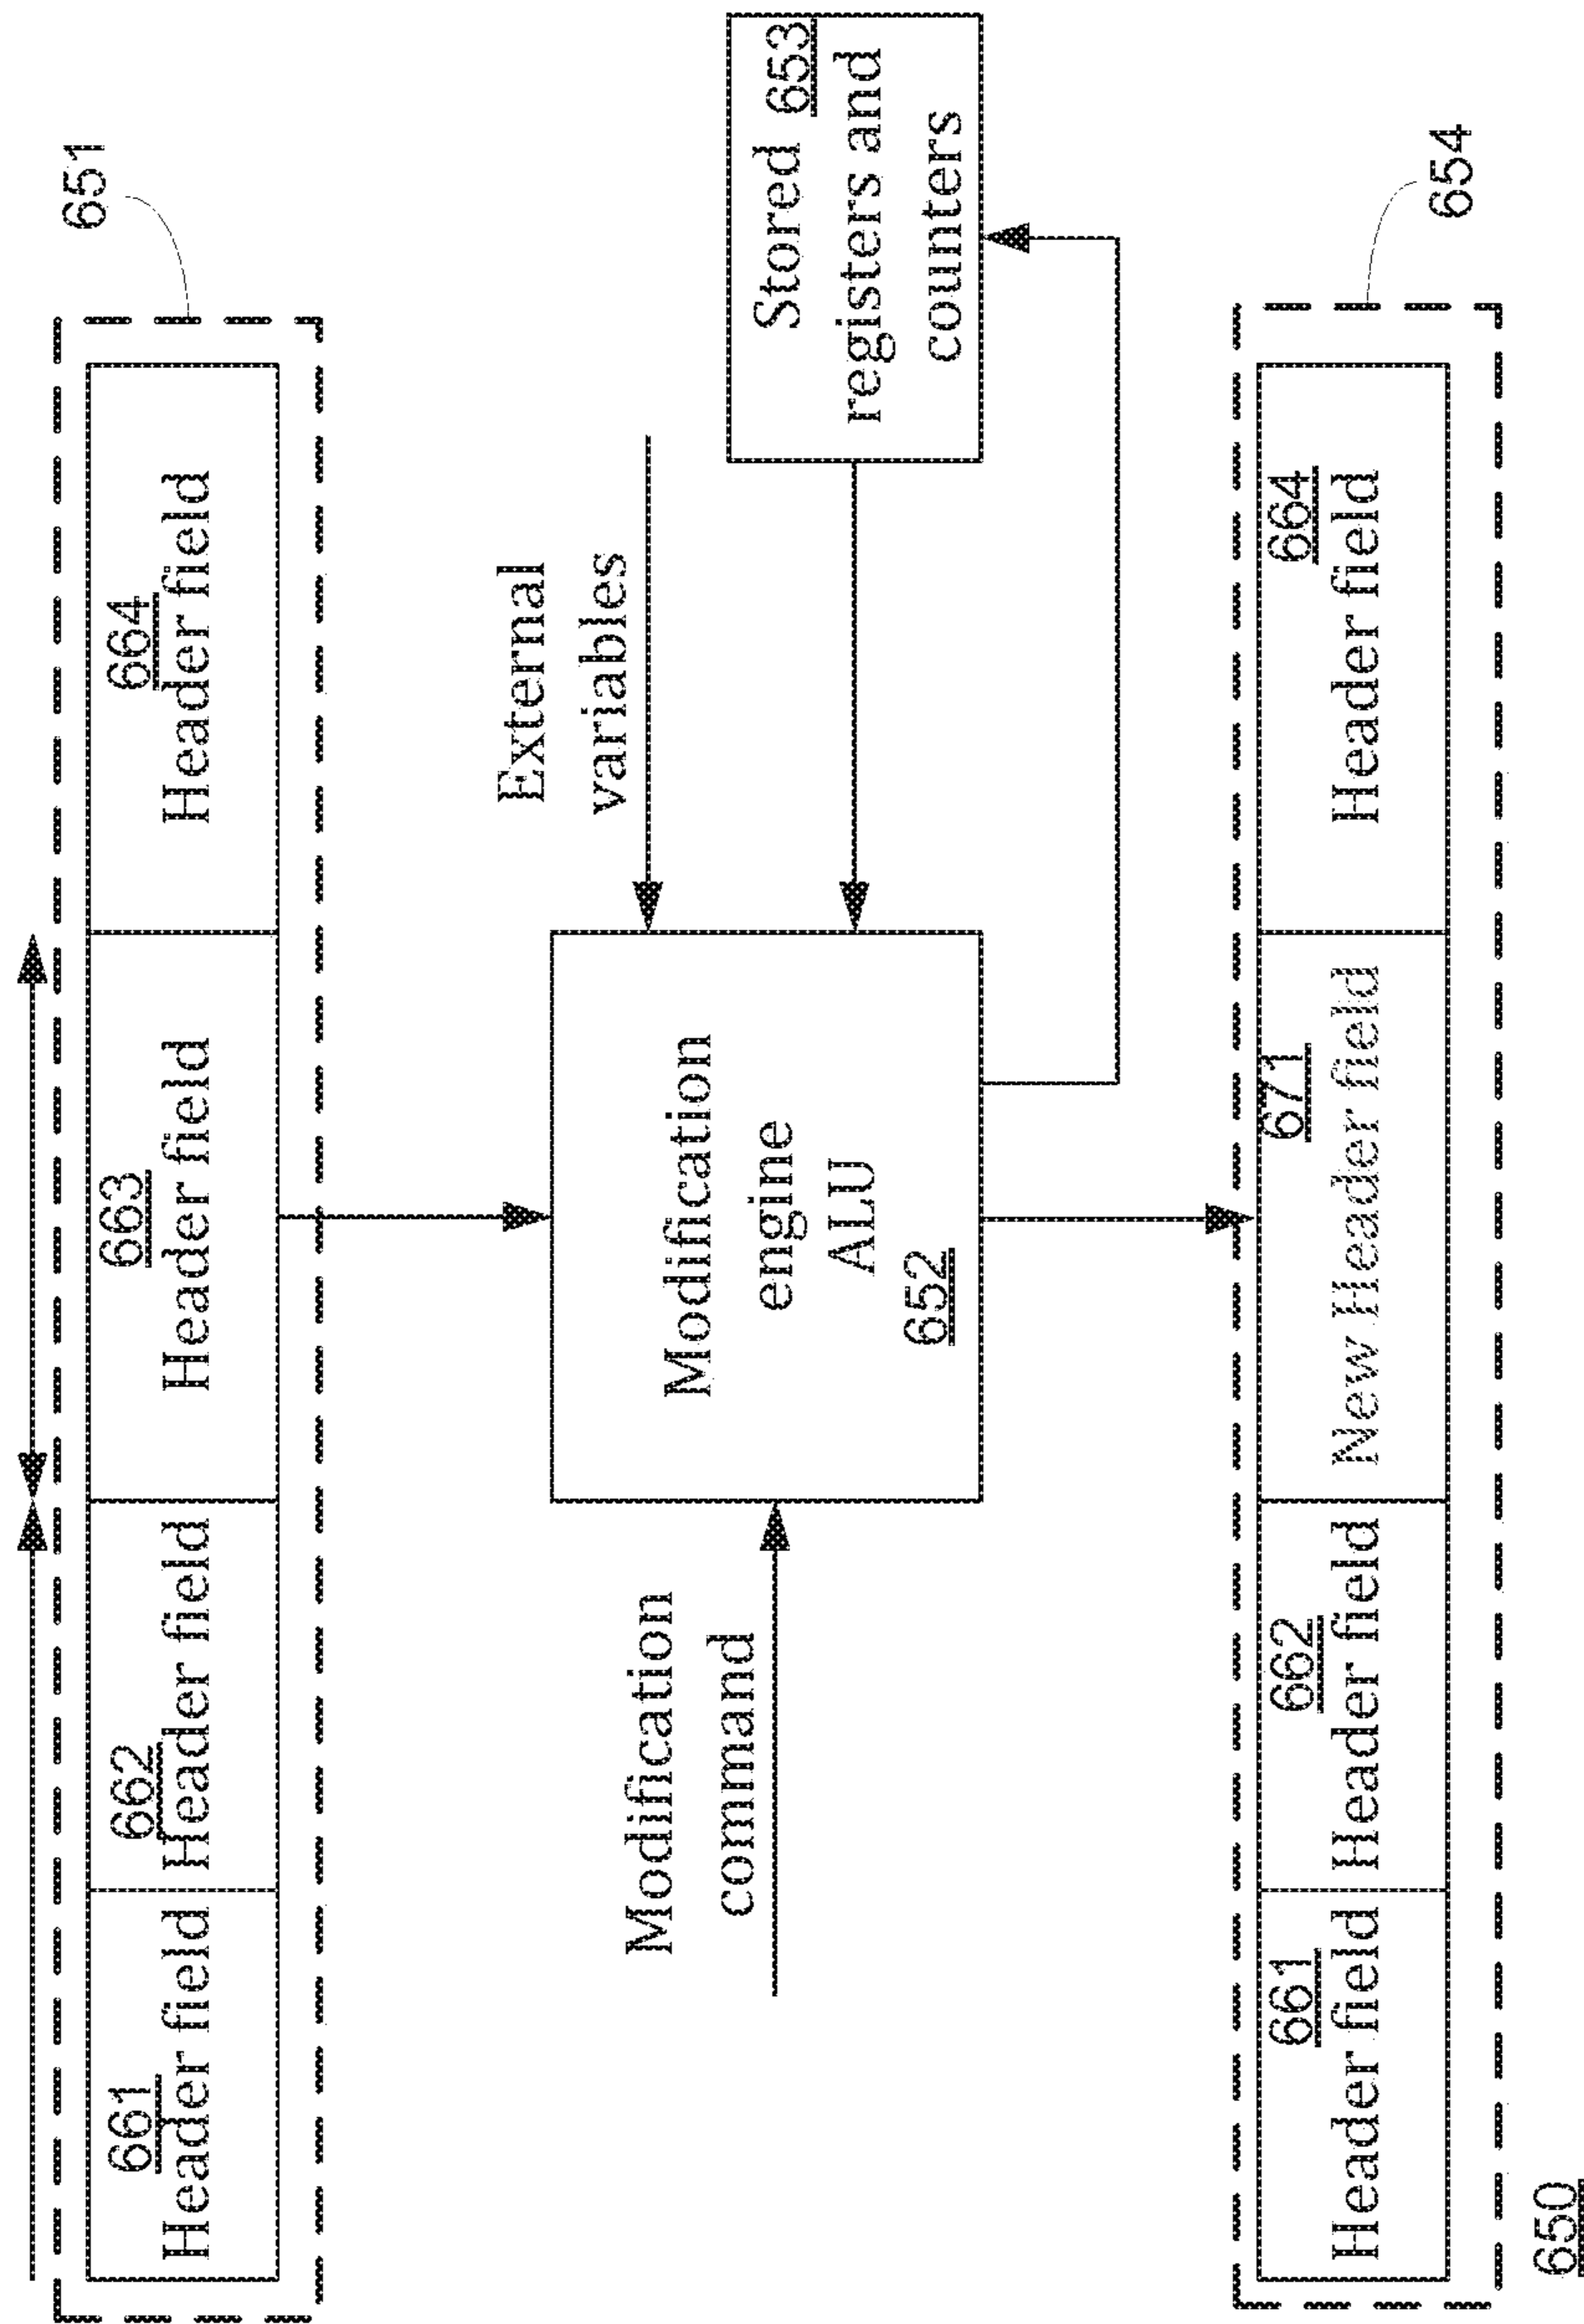 651
661
Header field
662
Header field
663
Header field
664
Header field
External
variables
Modification
command
Modification
engine
ALU
652
Stored 653
registers and
counters
661
Header field
662
Header field
671
New Header field
664
Header field
654
650